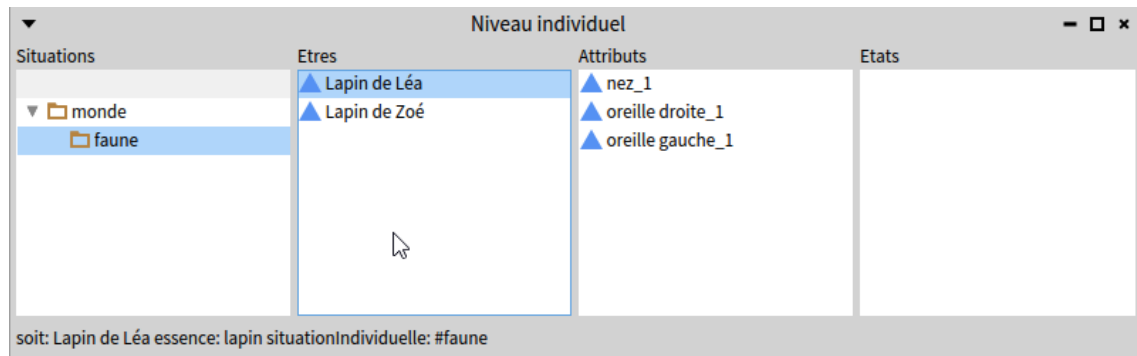 Niveau individuel
Situations Etres Attributs Etats
Lapin de Léa nez_1
monde Lapin de Zoé oreille droite_1
faune oreille gauche_1
soit: Lapin de Léa essence: lapin situationIndividuelle: #faune